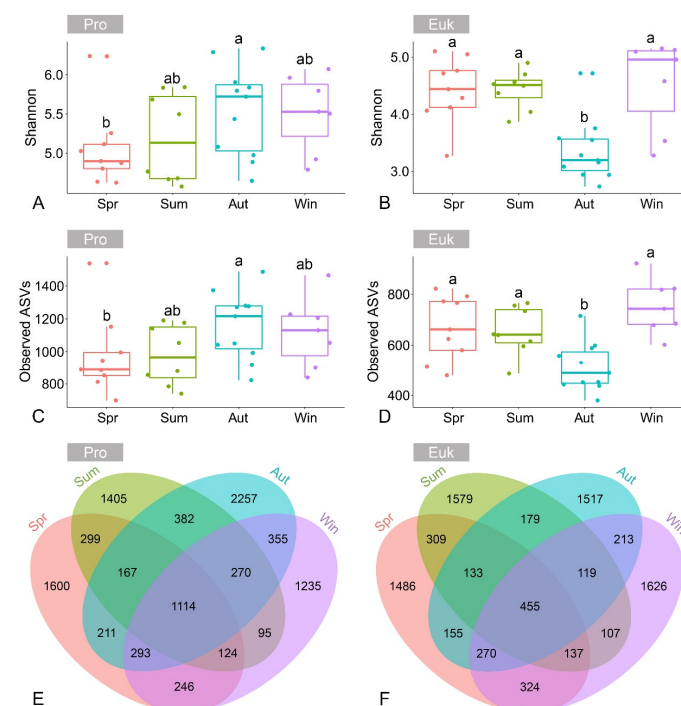 Pro
Shannon
6.0
5.5
5.0
b
ab
a
ab
Spr Sum Aut Win
A
Euk
Shannon
5.0
4.0
3.0
a
a
b
a
Spr Sum Aut Win
B
Pro
Observed ASVs
1400
1200
1000
800
b
ab
a
ab
Spr Sum Aut Win
C
Euk
Observed ASVs
800
600
400
a
a
b
a
Spr Sum Aut Win
D
Pro
Spr
Sum
Aut
Win
1405
2257
382
299
355
167
270
1600
1235
1114
211
95
293
124
246
E
Euk
Spr
Sum
Aut
Win
1579
1517
179
309
213
133
119
1486
1626
455
155
107
270
137
324
F